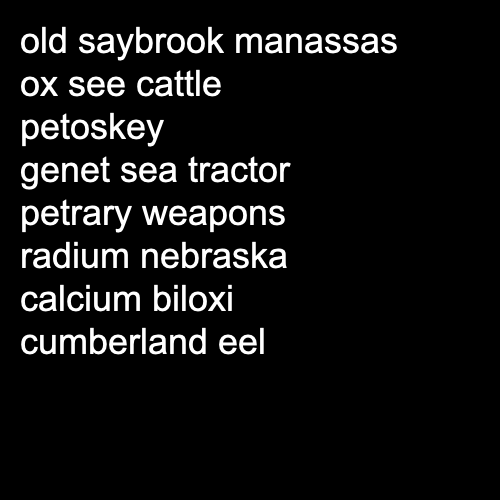 old saybrook manassas
ox see cattle
petoskey
genet sea tractor
petrary weapons
radium nebraska
calcium biloxi
cumberland eel